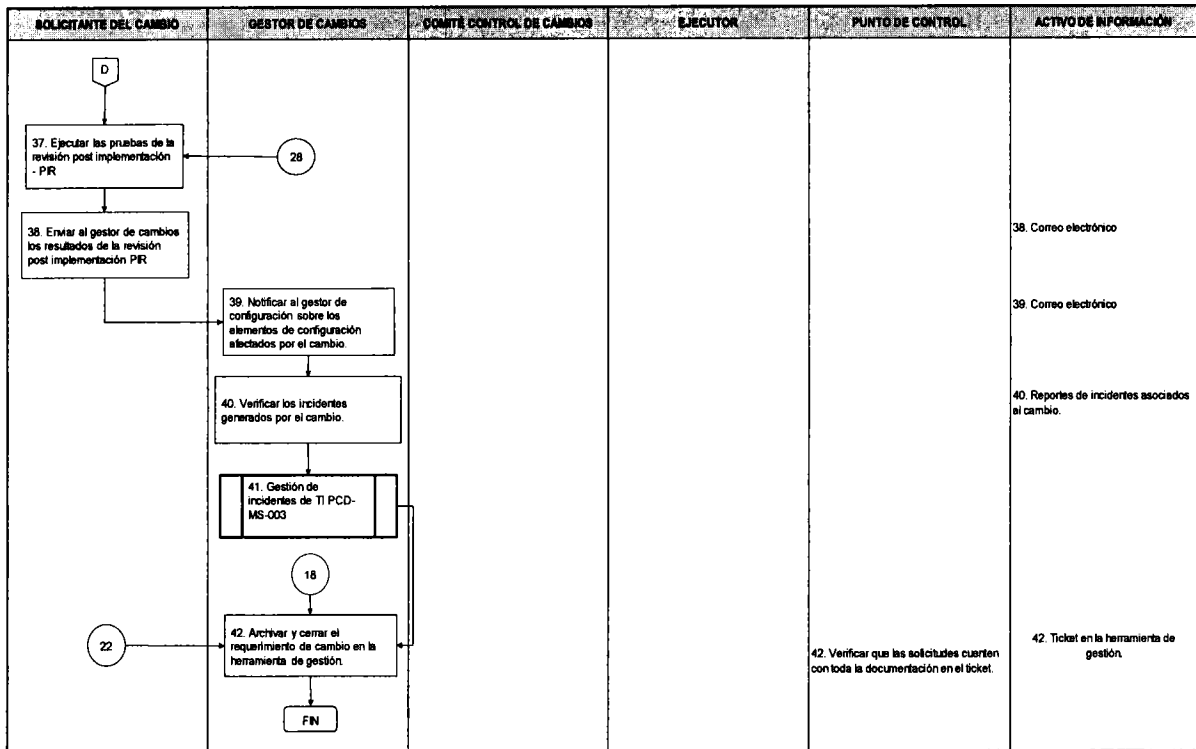 SOLICITANTE DEL CAMBIO
GESTOR DE CAMBIOS
COMITÉ CONTROL DE CAMBIOS
EJECUTOR
PUNTO DE CONTROL
ACTIVO DE INFORMACIÓN
D
37. Ejecutar las pruebas de la
revisión post implementación
- PIR
28
38. Enviar al gestor de cambios
los resultados de la revisión
post implementación PIR
38. Correo electrónico
39. Notificar al gestor de
configuración sobre los
elementos de configuración
afectados por el cambio.
39. Correo electrónico
40. Verificar los incidentes
generados por el cambio.
40. Reportes de incidentes asociados
al cambio.
41. Gestión de
incidentes de TI PCD-
MS-003
18
22
42. Archivar y cerrar el
requerimiento de cambio en la
herramienta de gestión.
42. Verificar que las solicitudes cuenten
con toda la documentación en el ticket.
42. Ticket en la herramienta de
gestión.
FIN